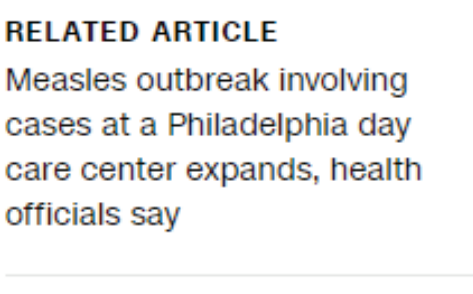 RELATED ARTICLE
Measles outbreak involving
cases at a Philadelphia day
care center expands, health
officials say